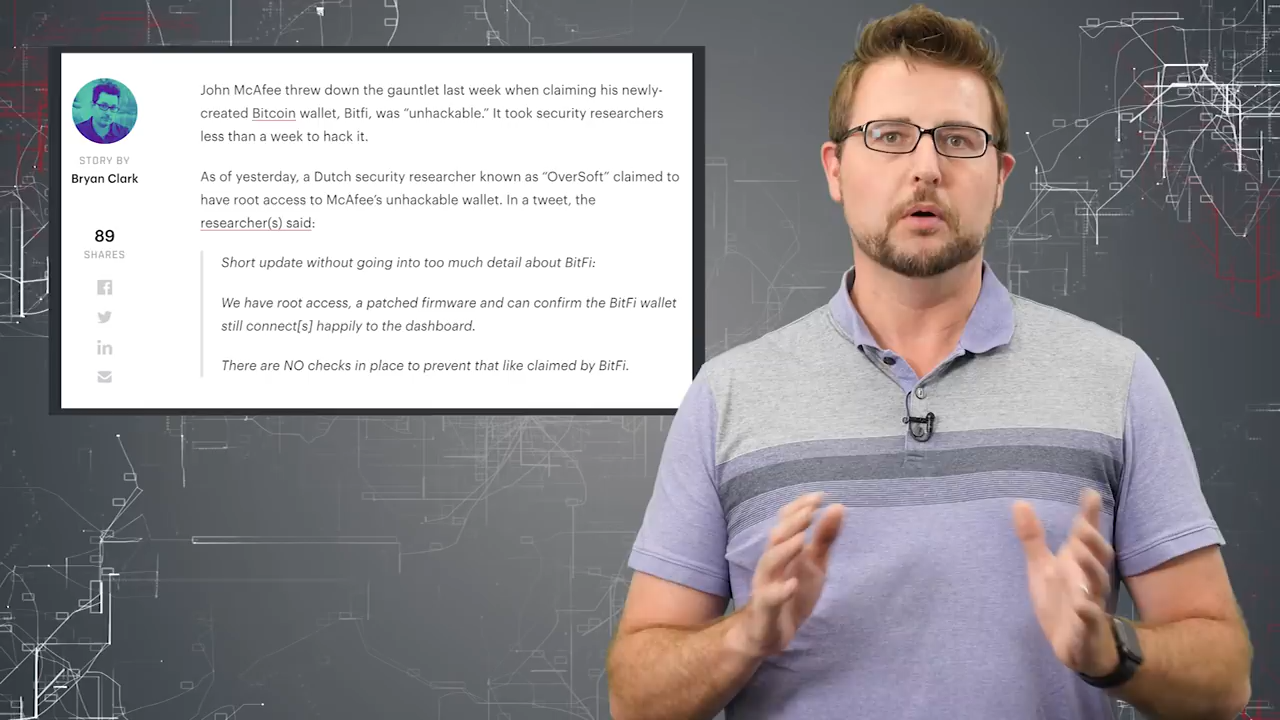 John McAfee threw down the gauntlet last week when claiming his newly-
created Bitcoin wallet, Bitfi, was “unhackable.” It took security researchers
less than a week to hack it.
STORY BY
Bryan Clark
As of yesterday, a Dutch security researcher known as “OverSoft” claimed to
have root access to McAfee’s unhackable wallet. In a tweet, the
researcher(s) said:
89
SHARES
Short update without going into too much detail about BitFi:
We have root access, a patched firmware and can confirm the BitFi wallet
still connect[s] happily to the dashboard.
There are NO checks in place to prevent that like claimed by BitFi.